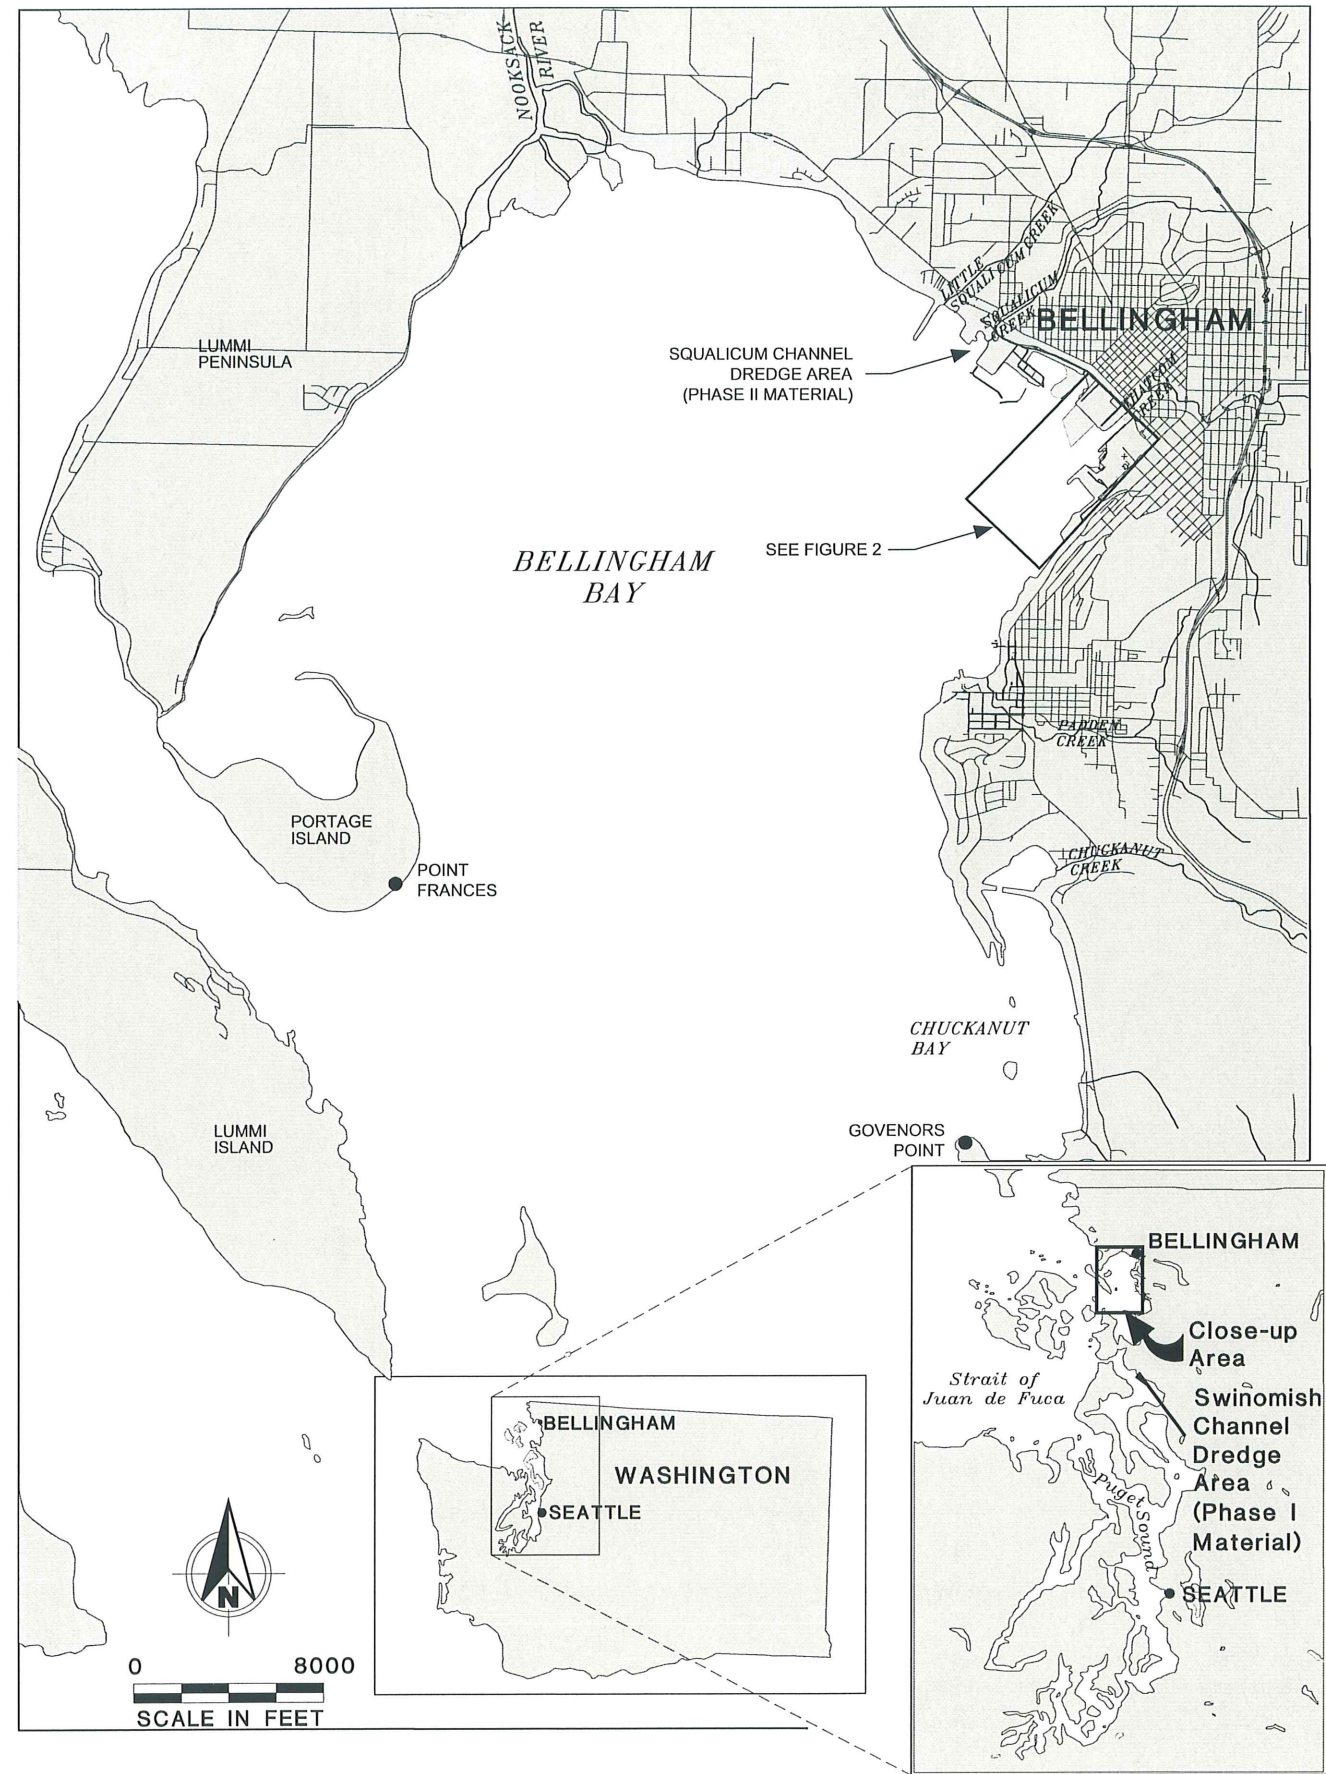 NOOKSACK
RIVER
LITTLE
SQUALICUM CREEK
SQUALICUM
CREEK
BELLINGHAM
LUMMI
PENINSULA
SQUALICUM CHANNEL
DREDGE AREA
(PHASE II MATERIAL)
WHATCOM
CREEK
SEE FIGURE 2
BELLINGHAM
BAY
PADDEN
CREEK
PORTAGE
ISLAND
POINT
FRANCES
CHUCKANUT
CREEK
CHUCKANUT
BAY
LUMMI
ISLAND
GOVENORS
POINT
BELLINGHAM
Close-up
Area
Strait of
Juan de Fuca
Swinomish
Channel
Dredge
Area
(Phase I
Material)
Puget Sound
SEATTLE
BELLINGHAM
WASHINGTON
SEATTLE
N
0 8000
SCALE IN FEET